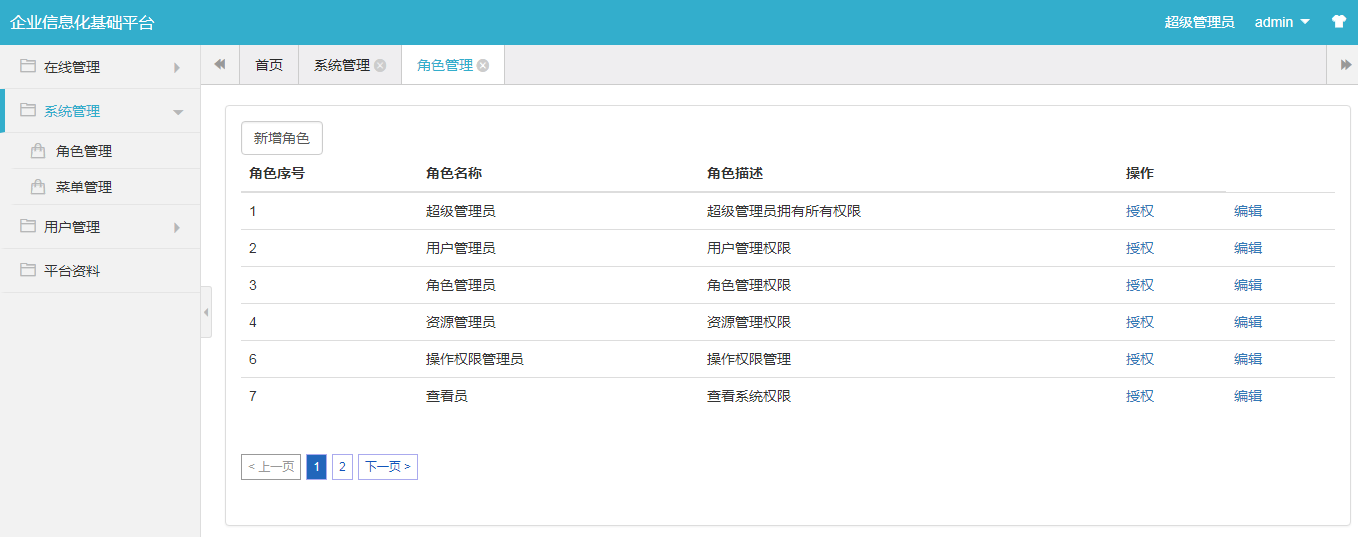 企业信息化基础平台
超级管理员 admin
在线管理
系统管理
角色管理
菜单管理
用户管理
平台资料
首页 系统管理 角色管理
新增角色
角色序号 角色名称 角色描述 操作
1 超级管理员 超级管理员拥有所有权限 授权 编辑
2 用户管理员 用户管理权限 授权 编辑
3 角色管理员 角色管理权限 授权 编辑
4 资源管理员 资源管理权限 授权 编辑
6 操作权限管理员 操作权限管理 授权 编辑
7 查看员 查看系统权限 授权 编辑
< 上一页 1 2 下一页 >